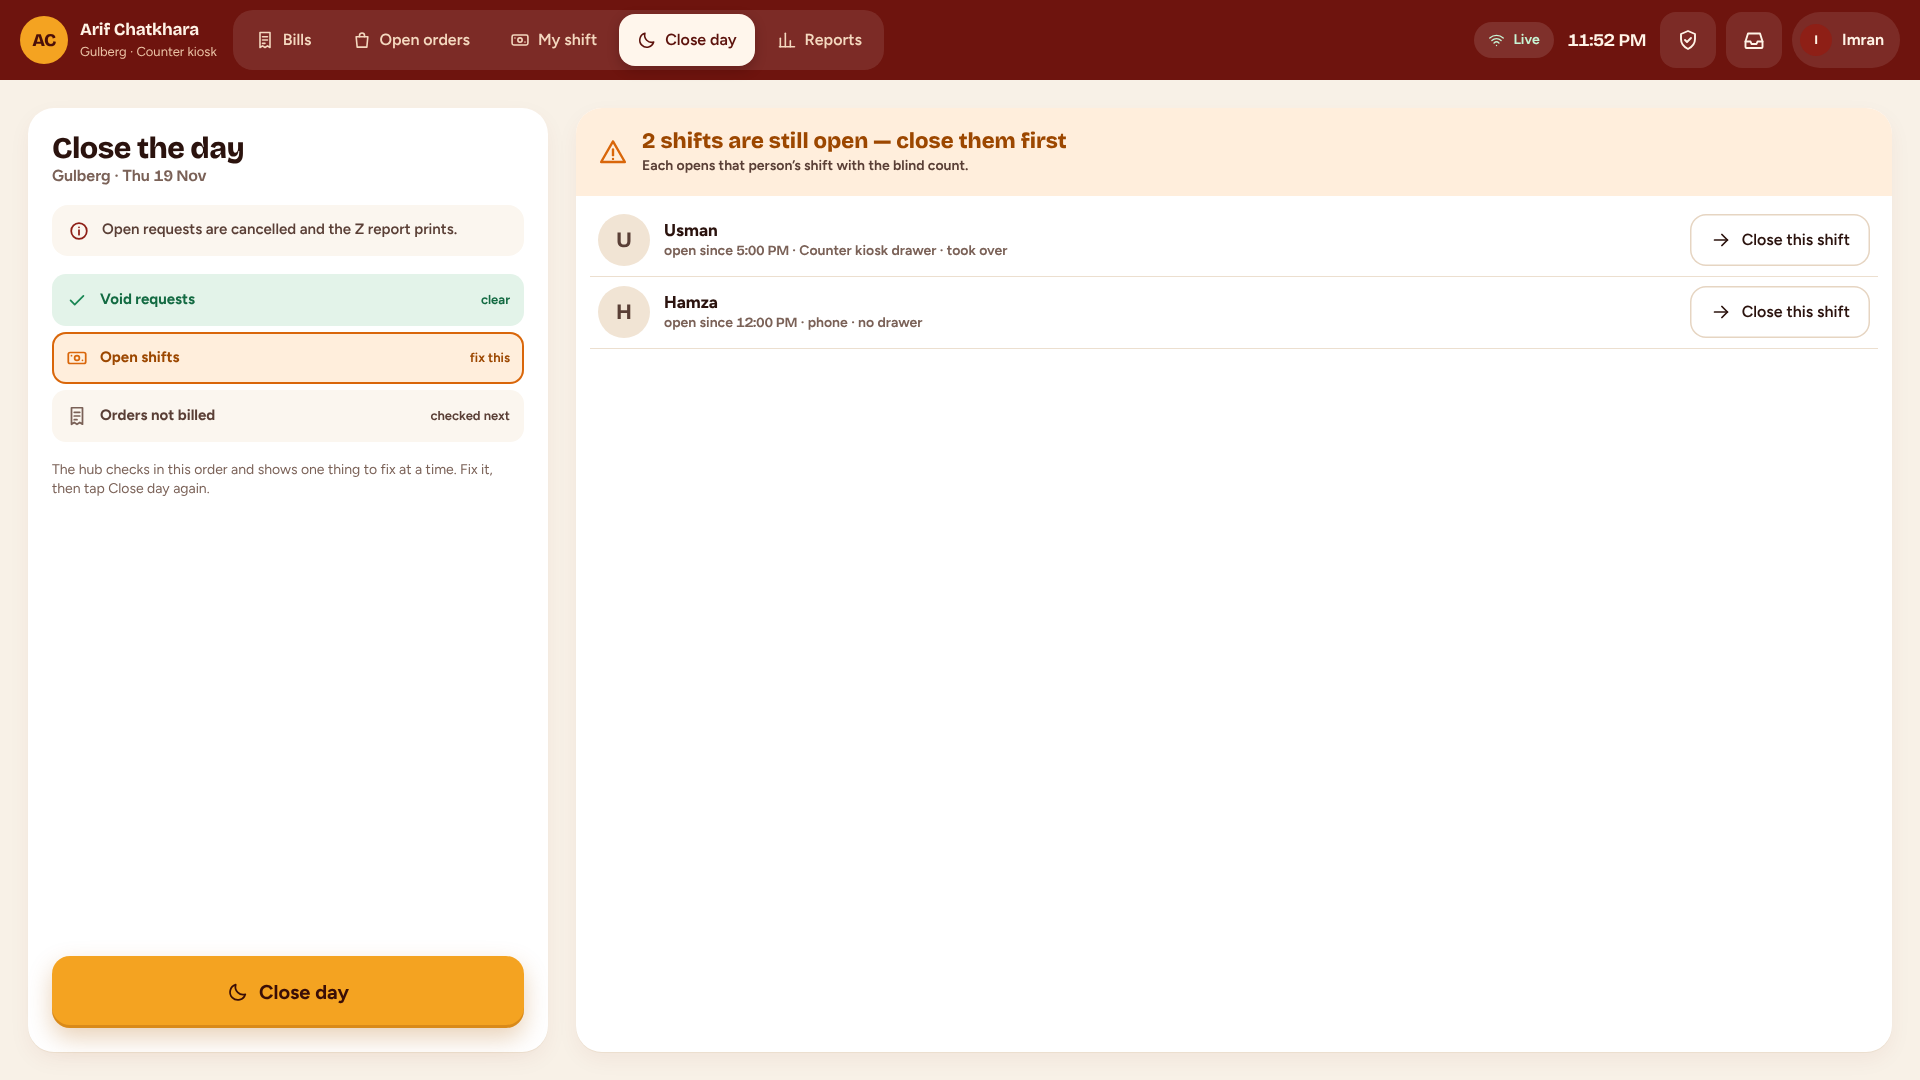 AC
Arif Chatkhara
Gulberg · Counter kiosk
Bills
Open orders
My shift
Close day
Reports
Live
11:52 PM
I
Imran
Close the day
Gulberg · Thu 19 Nov
Open requests are cancelled and the Z report prints.
Void requests
clear
Open shifts
fix this
Orders not billed
checked next
The hub checks in this order and shows one thing to fix at a time. Fix it,
then tap Close day again.
Close day
2 shifts are still open — close them first
Each opens that person's shift with the blind count.
U
Usman
open since 5:00 PM · Counter kiosk drawer · took over
Close this shift
H
Hamza
open since 12:00 PM · phone · no drawer
Close this shift